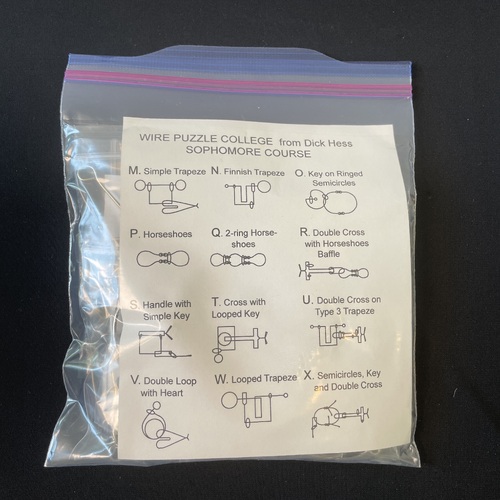 WIRE PUZZLE COLLEGE from Dick Hess
SOPHOMORE COURSE
M. Simple Trapeze N. Finnish Trapeze O. Key on Ringed
Semicircles
P. Horseshoes Q. 2-ring Horse- R. Double Cross
shoes with Horseshoes
Baffle
S. Handle with T. Cross with U. Double Cross on
Simple Key Looped Key Type 3 Trapeze
V. Double Loop W. Looped Trapeze X. Semicircles, Key
with Heart and Double Cross